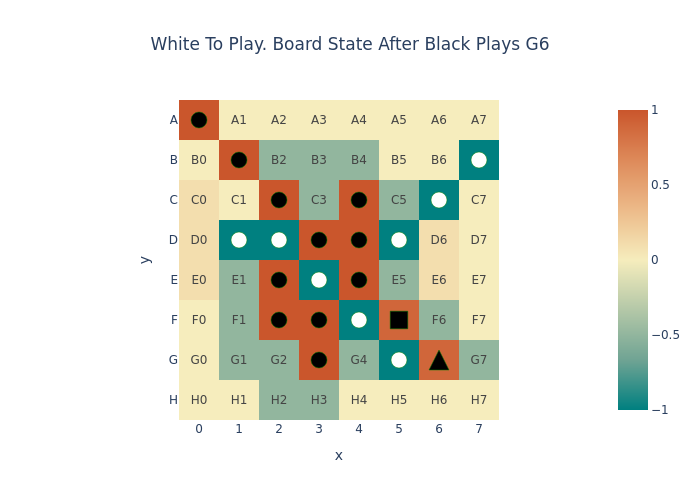 White To Play. Board State After Black Plays G6
A A1 A2 A3 A4 A5 A6 A7
B B0 B2 B3 B4 B5 B6
C C0 C1 C3 C5 C7
D D0 D6 D7
E E0 E1 E5 E6 E7
F F0 F1 F6 F7
G G0 G1 G2 G4 G7
H H0 H1 H2 H3 H4 H5 H6 H7
0 1 2 3 4 5 6 7
x
y
1
0.5
0
−0.5
−1